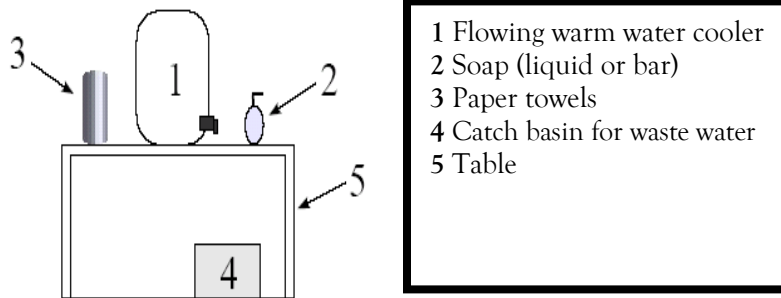 1
3
2
5
4
1 Flowing warm water cooler
2 Soap (liquid or bar)
3 Paper towels
4 Catch basin for waste water
5 Table